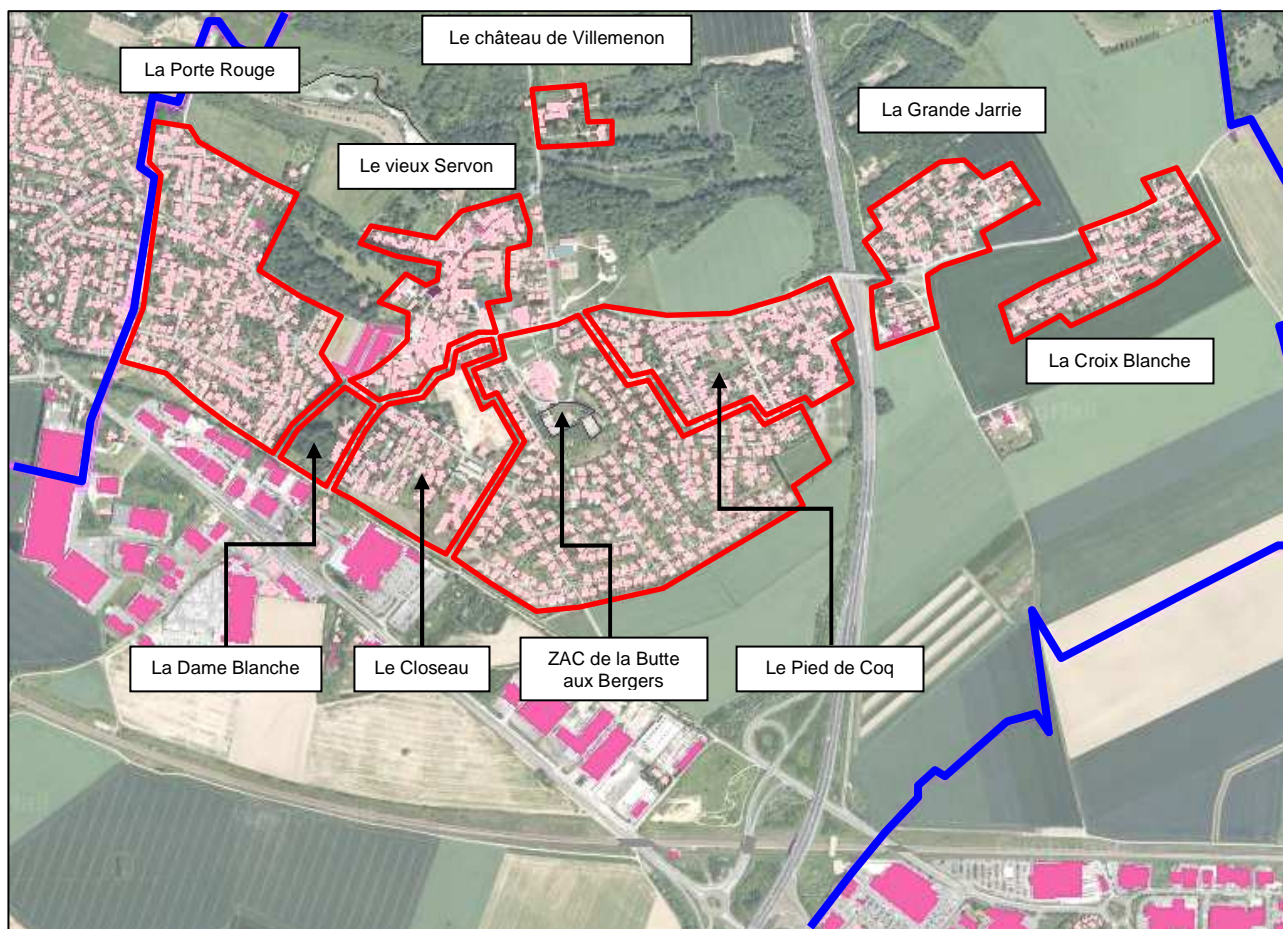 Le château de Villemenon
La Porte Rouge
La Grande Jarrie
Le vieux Servon
La Croix Blanche
La Dame Blanche
Le Closeau
ZAC de la Butte
aux Bergers
Le Pied de Coq